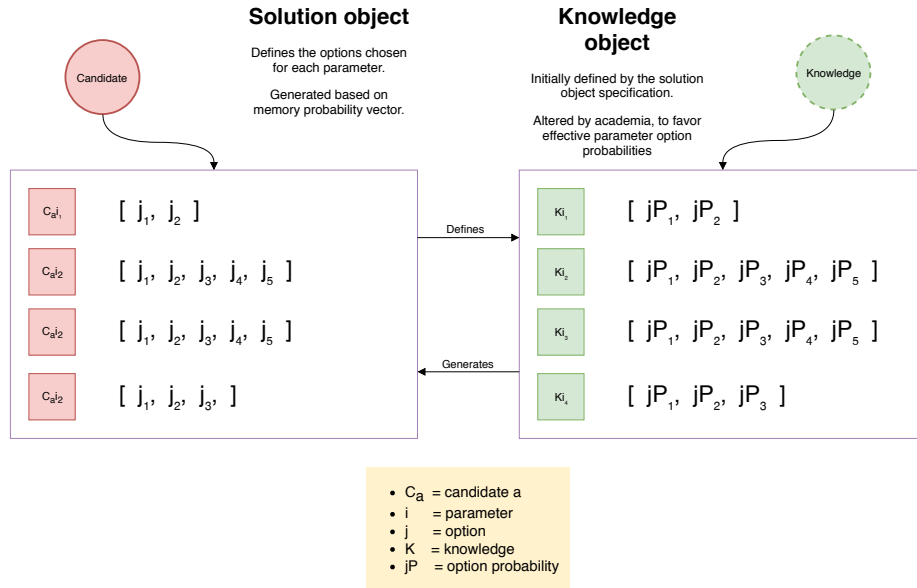 Solution object
Defines the options chosen
for each parameter.
Generated based on
memory probability vector.
Knowledge
object
Initially defined by the solution
object specification.
Altered by academia, to favor
effective parameter option
probabilities
Candidate
Knowledge
Cₐi₁ [ j₁, j₂ ]
Cₐi₂ [ j₁, j₂, j₃, j₄, j₅ ]
Cₐi₂ [ j₁, j₂, j₃, j₄, j₅ ]
Cₐi₂ [ j₁, j₂, j₃, ]
Defines
Generates
Ki₁ [ jP₁, jP₂ ]
Ki₂ [ jP₁, jP₂, jP₃, jP₄, jP₅ ]
Ki₃ [ jP₁, jP₂, jP₃, jP₄, jP₅ ]
Ki₄ [ jP₁, jP₂, jP₃ ]
• Cₐ = candidate a
• i = parameter
• j = option
• K = knowledge
• jP = option probability